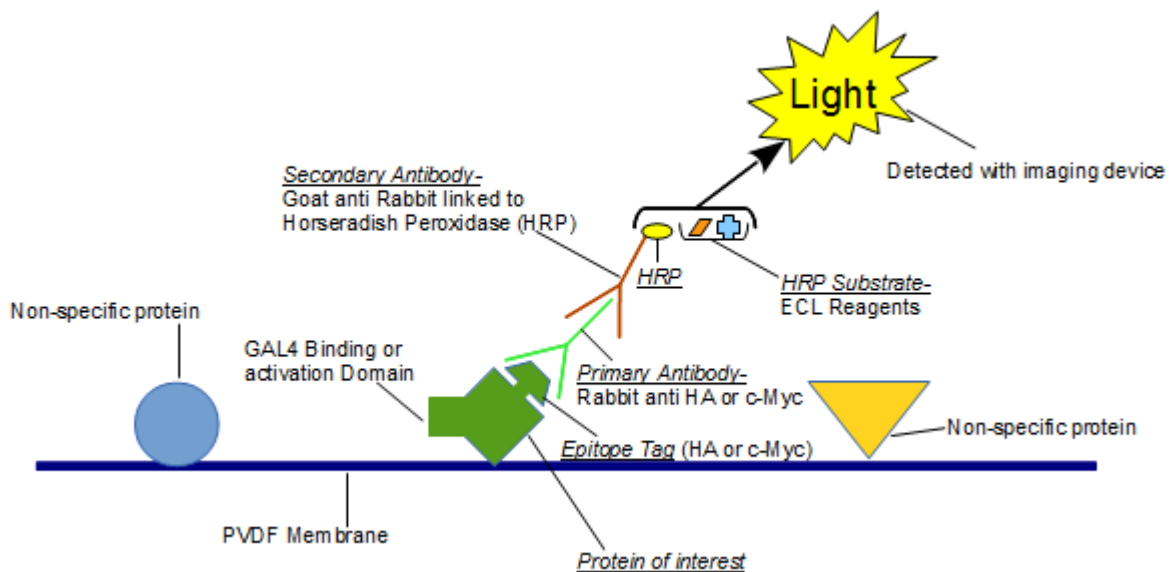 Light
Detected with imaging device
Secondary Antibody-
Goat anti Rabbit linked to
Horseradish Peroxidase (HRP)
HRP
HRP Substrate-
ECL Reagents
Non-specific protein
GAL4 Binding or
activation Domain
Primary Antibody-
Rabbit anti HA or c-Myc
Non-specific protein
Epitope Tag (HA or c-Myc)
PVDF Membrane
Protein of interest